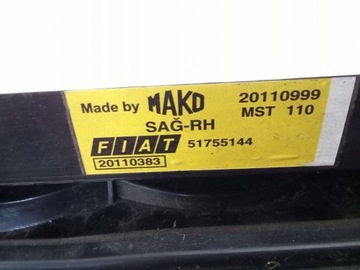 Made by MAKO 20110999
SAĞ-RH MST 110
FIAT 51755144
20110383